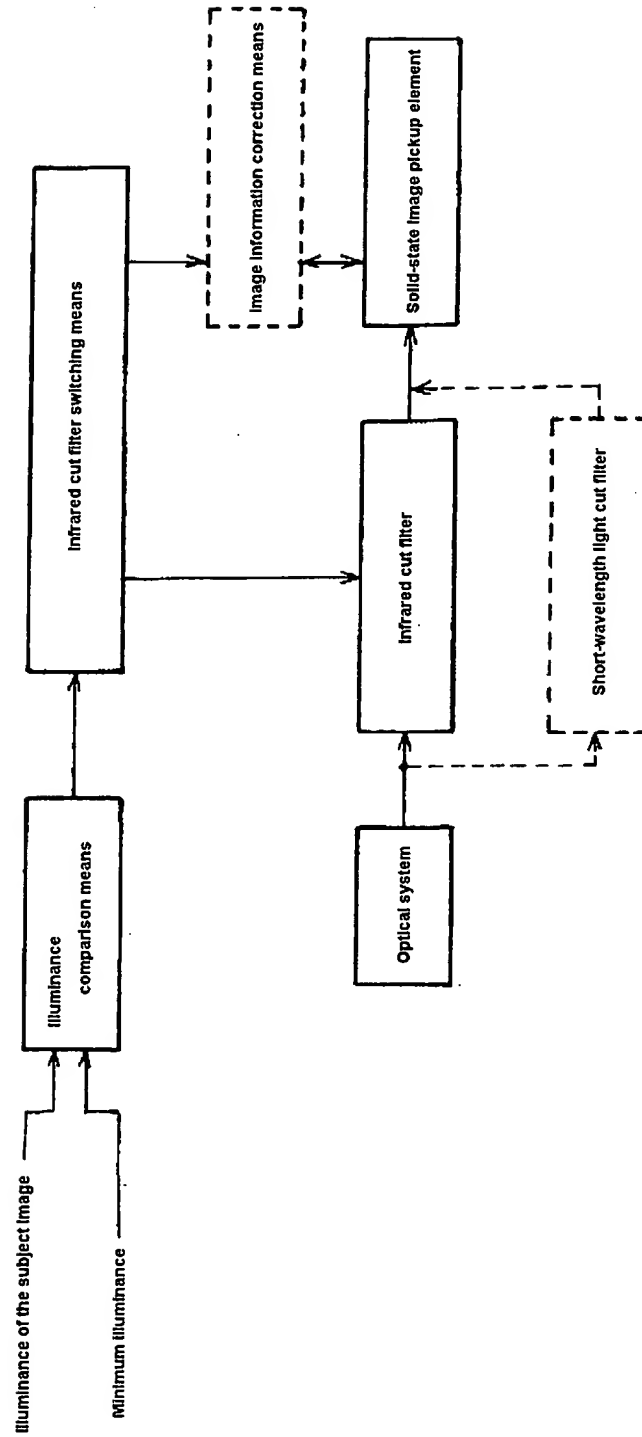 Illuminance of the subject image
Minimum illuminance
Illuminance
comparison means
Infrared cut filter switching means
Image information correction means
Optical system
Infrared cut filter
Solid-state image pickup element
Short-wavelength light cut filter